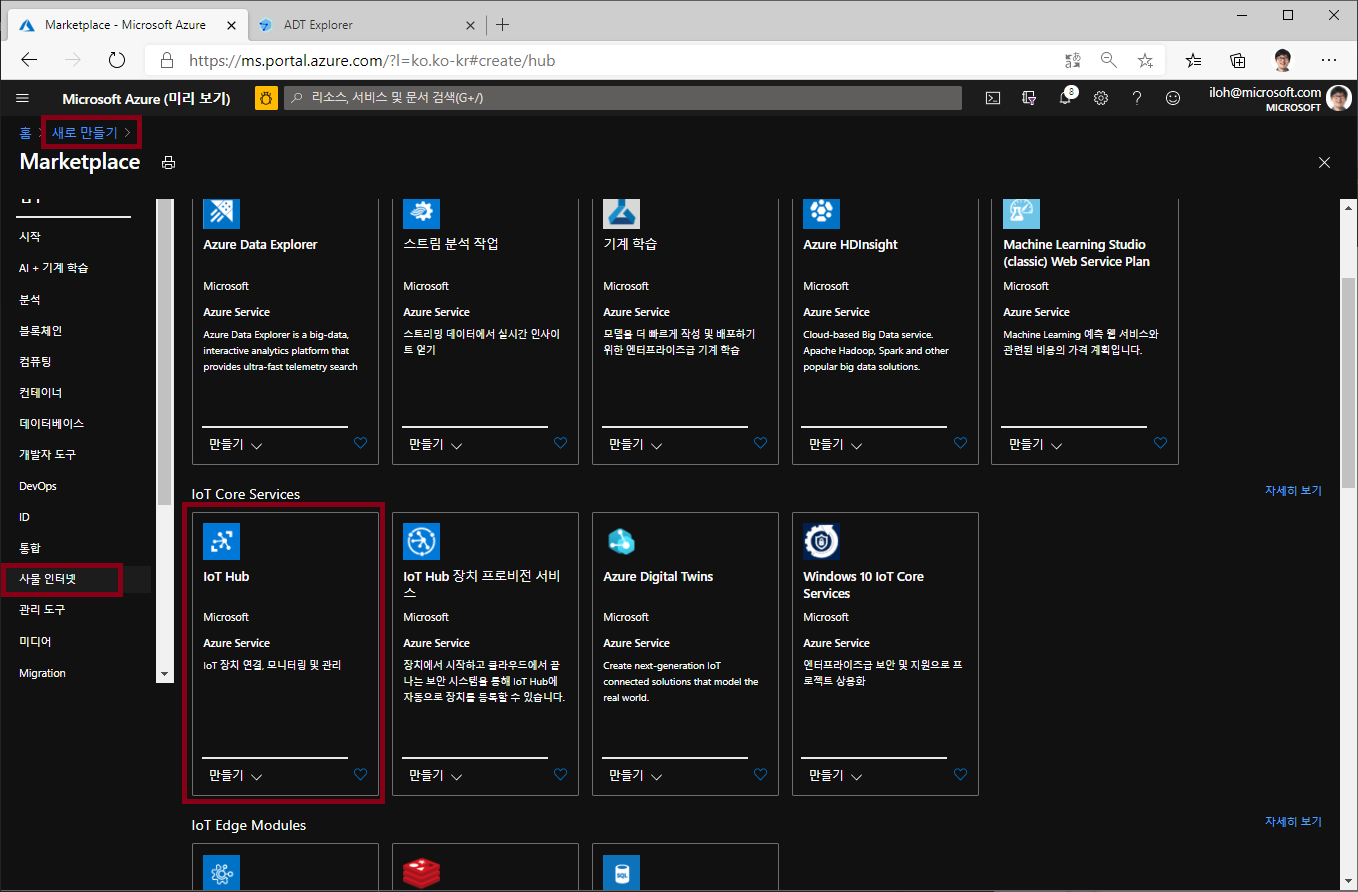 Marketplace - Microsoft Azure
ADT Explorer
https://ms.portal.azure.com/?l=ko.ko-kr#create/hub
Microsoft Azure (미리 보기)
리소스, 서비스 및 문서 검색(G+/)
3
iloh@microsoft.com
MICROSOFT
홈 > 새로 만들기 >
Marketplace
시작
AI + 기계 학습
분석
블록체인
컴퓨팅
컨테이너
데이터베이스
개발자 도구
DevOps
ID
통합
사물 인터넷
관리 도구
미디어
Migration
Azure Data Explorer
Microsoft
Azure Service
Azure Data Explorer is a big-data,
interactive analytics platform that
provides ultra-fast telemetry search
만들기
스트림 분석 작업
Microsoft
Azure Service
스트리밍 데이터에서 실시간 인사이
트 얻기
만들기
기계 학습
Microsoft
Azure Service
모델을 더 빠르게 작성 및 배포하기
위한 엔터프라이즈급 기계 학습
만들기
Azure HDInsight
Microsoft
Azure Service
Cloud-based Big Data service.
Apache Hadoop, Spark and other
popular big data solutions.
만들기
Machine Learning Studio
(classic) Web Service Plan
Microsoft
Azure Service
Machine Learning 예측 웹 서비스와
관련된 비용의 가격 계획입니다.
만들기
IoT Core Services
자세히 보기
IoT Hub
Microsoft
Azure Service
IoT 장치 연결, 모니터링 및 관리
만들기
IoT Hub 장치 프로비전 서비
스
Microsoft
Azure Service
장치에서 시작하고 클라우드에서 끝
나는 보안 시스템을 통해 IoT Hub에
자동으로 장치를 등록할 수 있습니다.
만들기
Azure Digital Twins
Microsoft
Azure Service
Create next-generation IoT
connected solutions that model the
real world.
만들기
Windows 10 IoT Core
Services
Microsoft
Azure Service
엔터프라이즈급 보안 및 지원으로 프
로젝트 상용화
만들기
IoT Edge Modules
자세히 보기
SQL